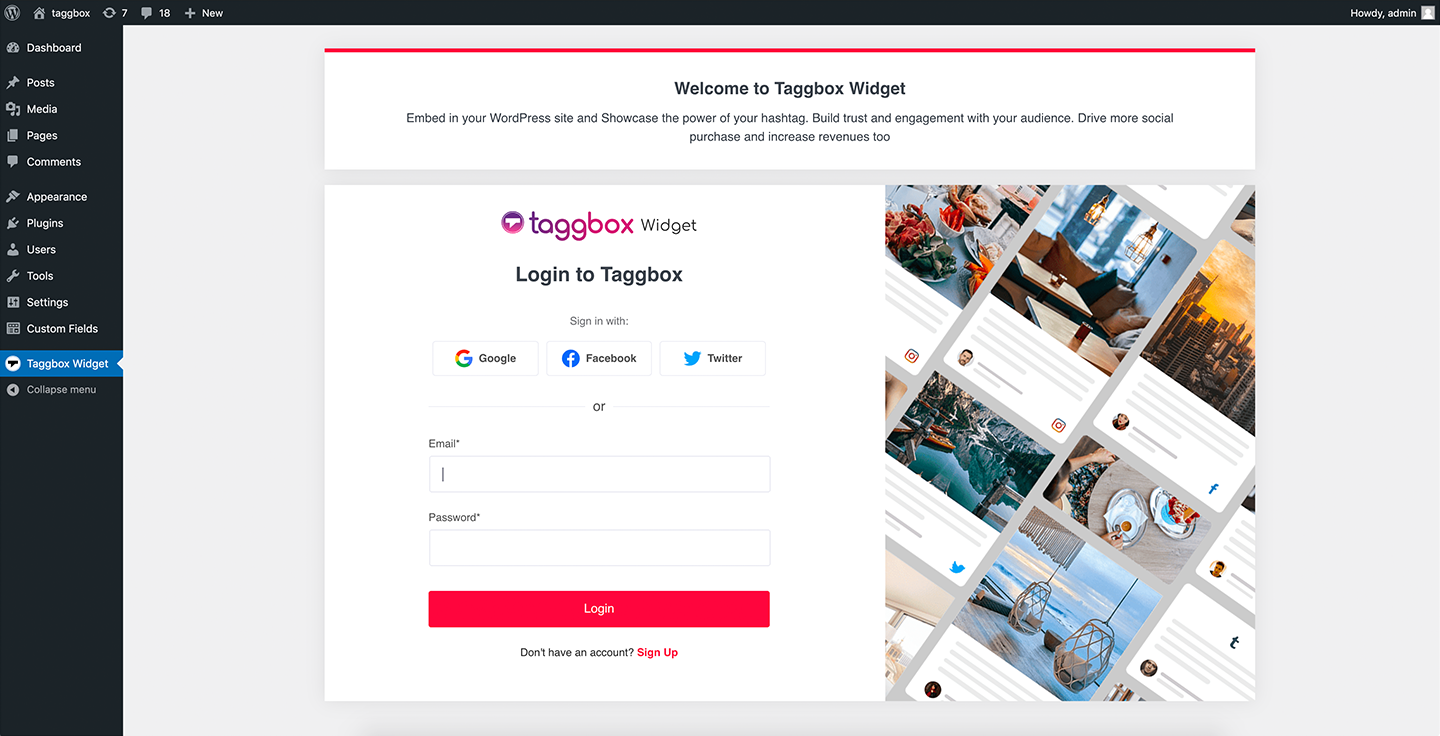 taggbox 7 18 New
Howdy, admin
Dashboard
Posts
Media
Pages
Comments
Appearance
Plugins
Users
Tools
Settings
Custom Fields
Taggbox Widget
Collapse menu
Welcome to Taggbox Widget
Embed in your WordPress site and Showcase the power of your hashtag. Build trust and engagement with your audience. Drive more social
purchase and increase revenues too
taggbox Widget
Login to Taggbox
Sign in with:
Google Facebook Twitter
or
Email*
Password*
Login
Don't have an account? Sign Up